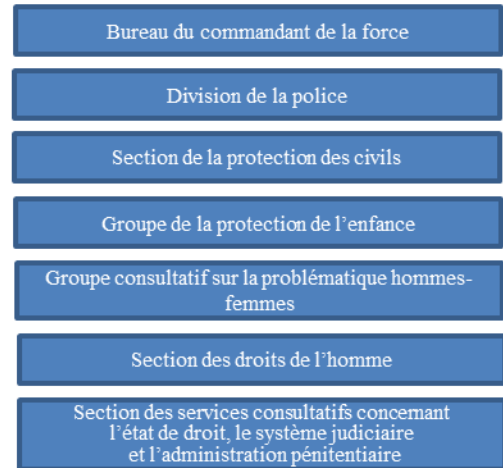 Bureau du commandant de la force
Division de la police
Section de la protection des civils
Groupe de la protection de l’enfance
Groupe consultatif sur la problématique hommes-
femmes
Section des droits de l’homme
Section des services consultatifs concernant
l’état de droit, le système judiciaire
et l’administration pénitentiaire